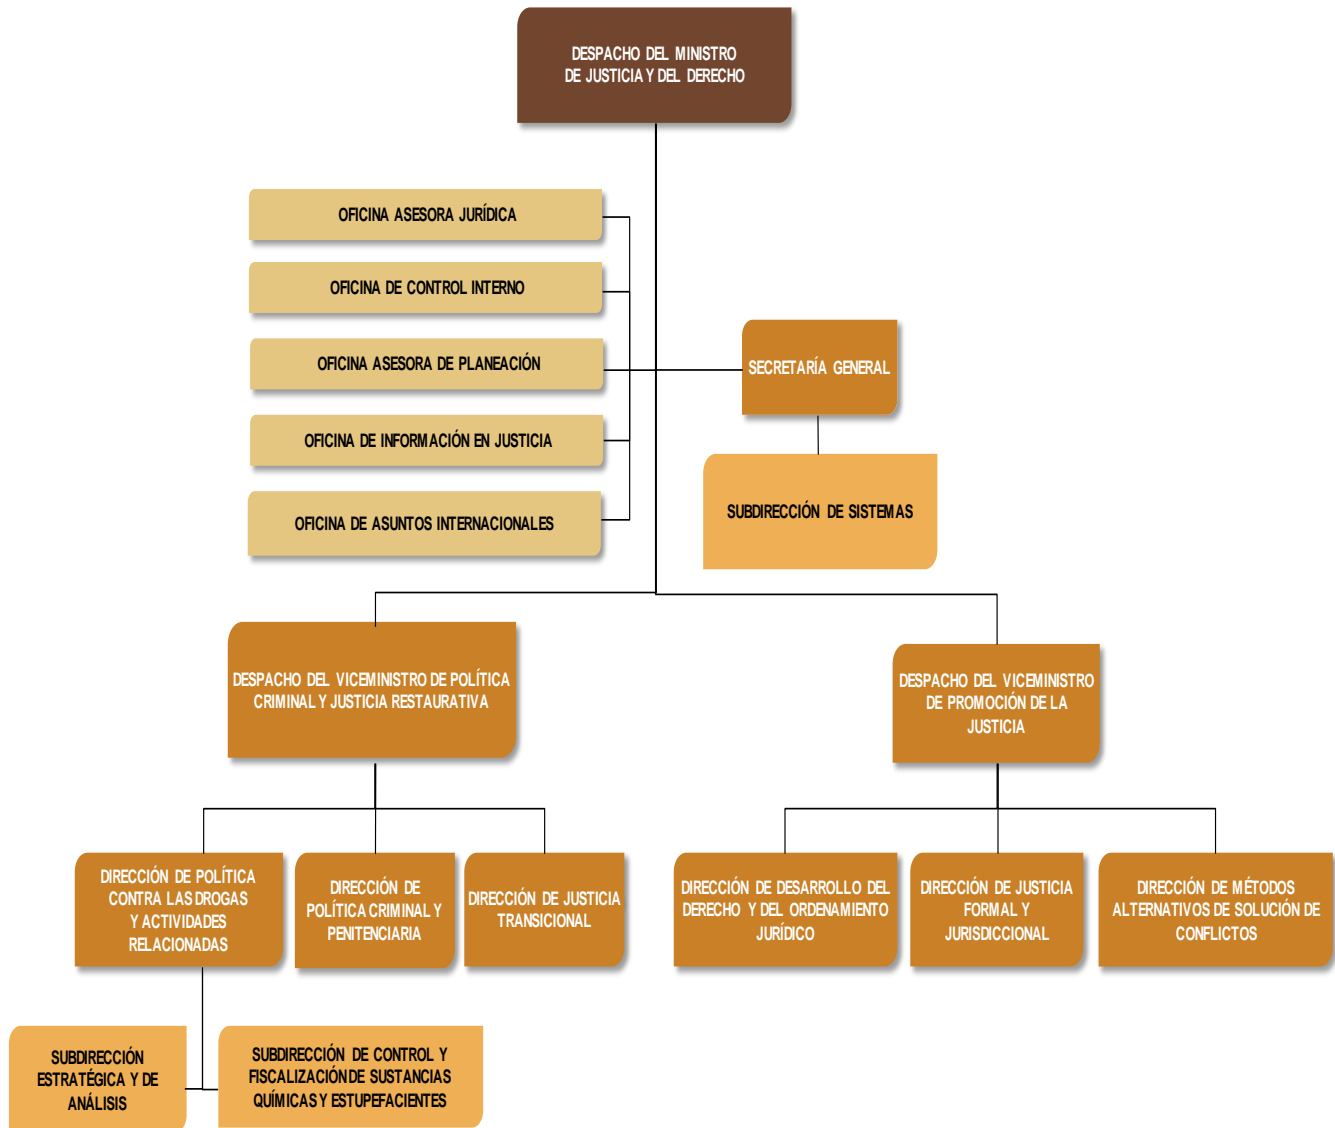 DESPACHO DEL MINISTRO
DE JUSTICIA Y DEL DERECHO
OFICINA ASESORA JURÍDICA
OFICINA DE CONTROL INTERNO
OFICINA ASESORA DE PLANEACIÓN
SECRETARÍA GENERAL
OFICINA DE INFORMACIÓN EN JUSTICIA
SUBDIRECCIÓN DE SISTEMAS
OFICINA DE ASUNTOS INTERNACIONALES
DESPACHO DEL VICEMINISTRO DE POLÍTICA
CRIMINAL Y JUSTICIA RESTAURATIVA
DESPACHO DEL VICEMINISTRO
DE PROMOCIÓN DE LA
JUSTICIA
DIRECCIÓN DE POLÍTICA
CONTRA LAS DROGAS
Y ACTIVIDADES
RELACIONADAS
DIRECCIÓN DE
POLÍTICA CRIMINAL Y
PENITENCIARIA
DIRECCIÓN DE JUSTICIA
TRANSICIONAL
DIRECCIÓN DE DESARROLLO DEL
DERECHO Y DEL ORDENAMIENTO
JURÍDICO
DIRECCIÓN DE JUSTICIA
FORMAL Y
JURISDICCIONAL
DIRECCIÓN DE MÉTODOS
ALTERNATIVOS DE SOLUCIÓN DE
CONFLICTOS
SUBDIRECCIÓN
ESTRATÉGICA Y DE
ANÁLISIS
SUBDIRECCIÓN DE CONTROL Y
FISCALIZACIÓN DE SUSTANCIAS
QUÍMICAS Y ESTUPEFACIENTES